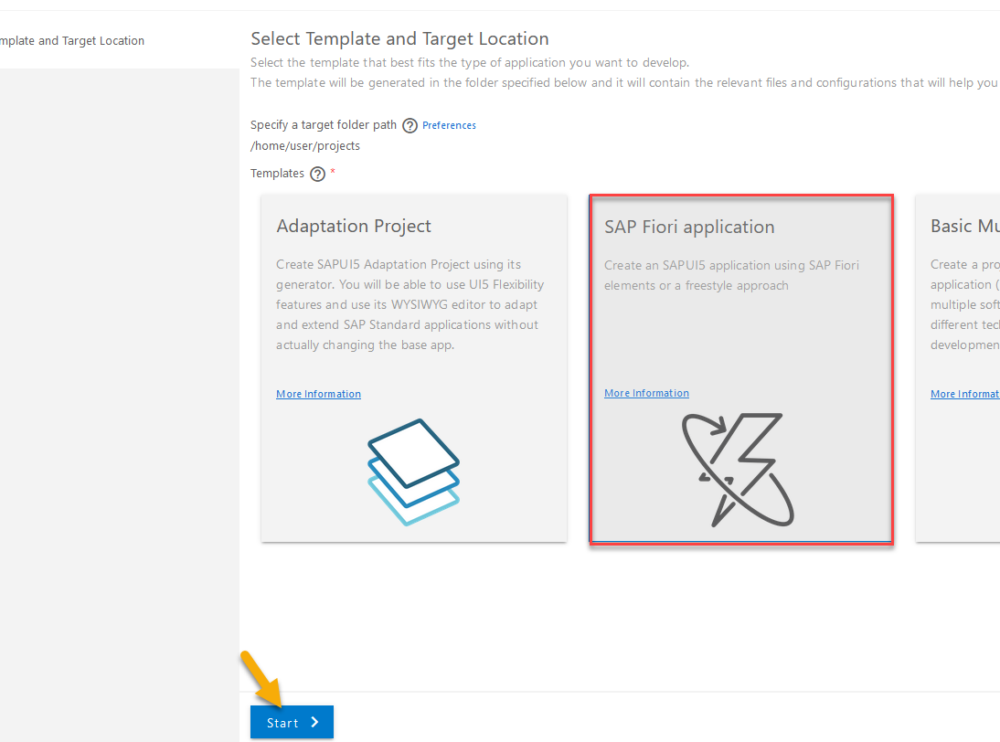 mplate and Target Location
Select Template and Target Location
Select the template that best fits the type of application you want to develop.
The template will be generated in the folder specified below and it will contain the relevant files and configurations that will help you
Specify a target folder path ? Preferences
/home/user/projects
Templates ? *
Adaptation Project
Create SAPUI5 Adaptation Project using its
generator. You will be able to use UI5 Flexibility
features and use its WYSIWYG editor to adapt
and extend SAP Standard applications without
actually changing the base app.
More Information
SAP Fiori application
Create an SAPUI5 application using SAP Fiori
elements or a freestyle approach
More Information
Basic Mu
Create a proj
application (
multiple soft
different tech
developmen
More Informat
Start